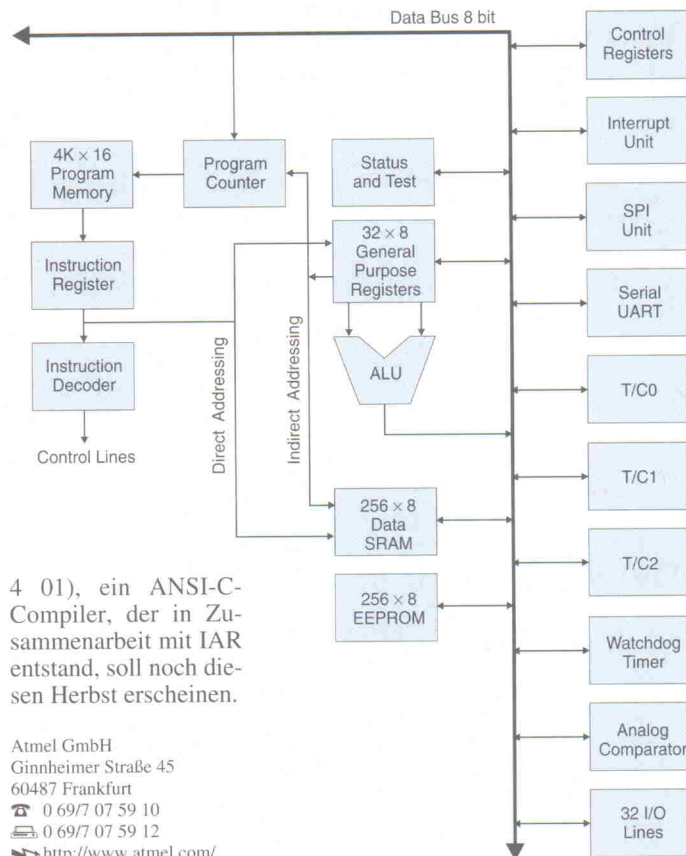 Data Bus 8 bit
4K × 16
Program
Memory
Program
Counter
Status
and Test
Control
Registers
Interrupt
Unit
32 × 8
General
Purpose
Registers
SPI
Unit
Instruction
Register
Serial
UART
Instruction
Decoder
Direct Addressing
Indirect Addressing
ALU
T/C0
Control Lines
T/C1
256 × 8
Data
SRAM
T/C2
256 × 8
EEPROM
Watchdog
Timer
Analog
Comparator
32 I/O
Lines
4 01), ein ANSI-C-
Compiler, der in Zu-
sammenarbeit mit IAR
entstand, soll noch die-
sen Herbst erscheinen.
Atmel GmbH
Ginnheimer Straße 45
60487 Frankfurt
☎ 0 69/7 07 59 10
0 69/7 07 59 12
http://www.atmel.com/